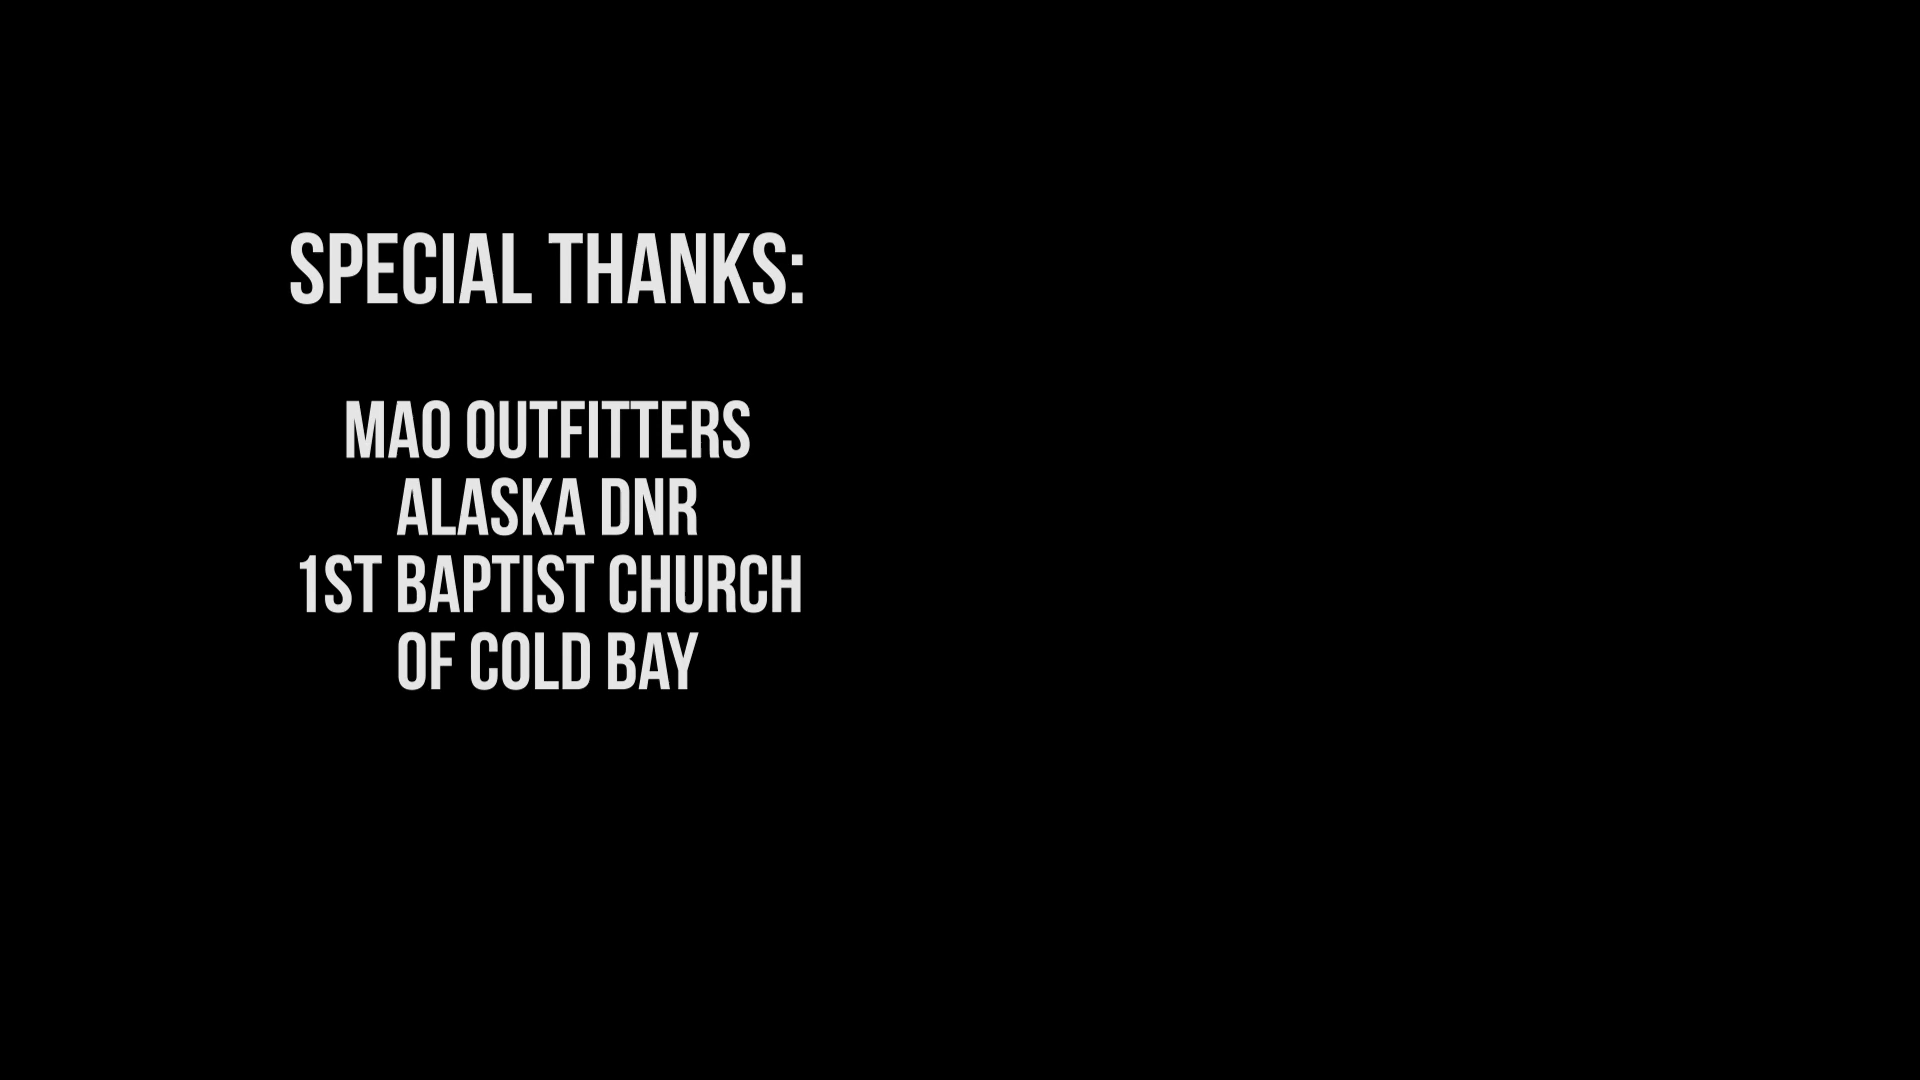 SPECIAL THANKS:
MAO OUTFITTERS
ALASKA DNR
1ST BAPTIST CHURCH
OF COLD BAY